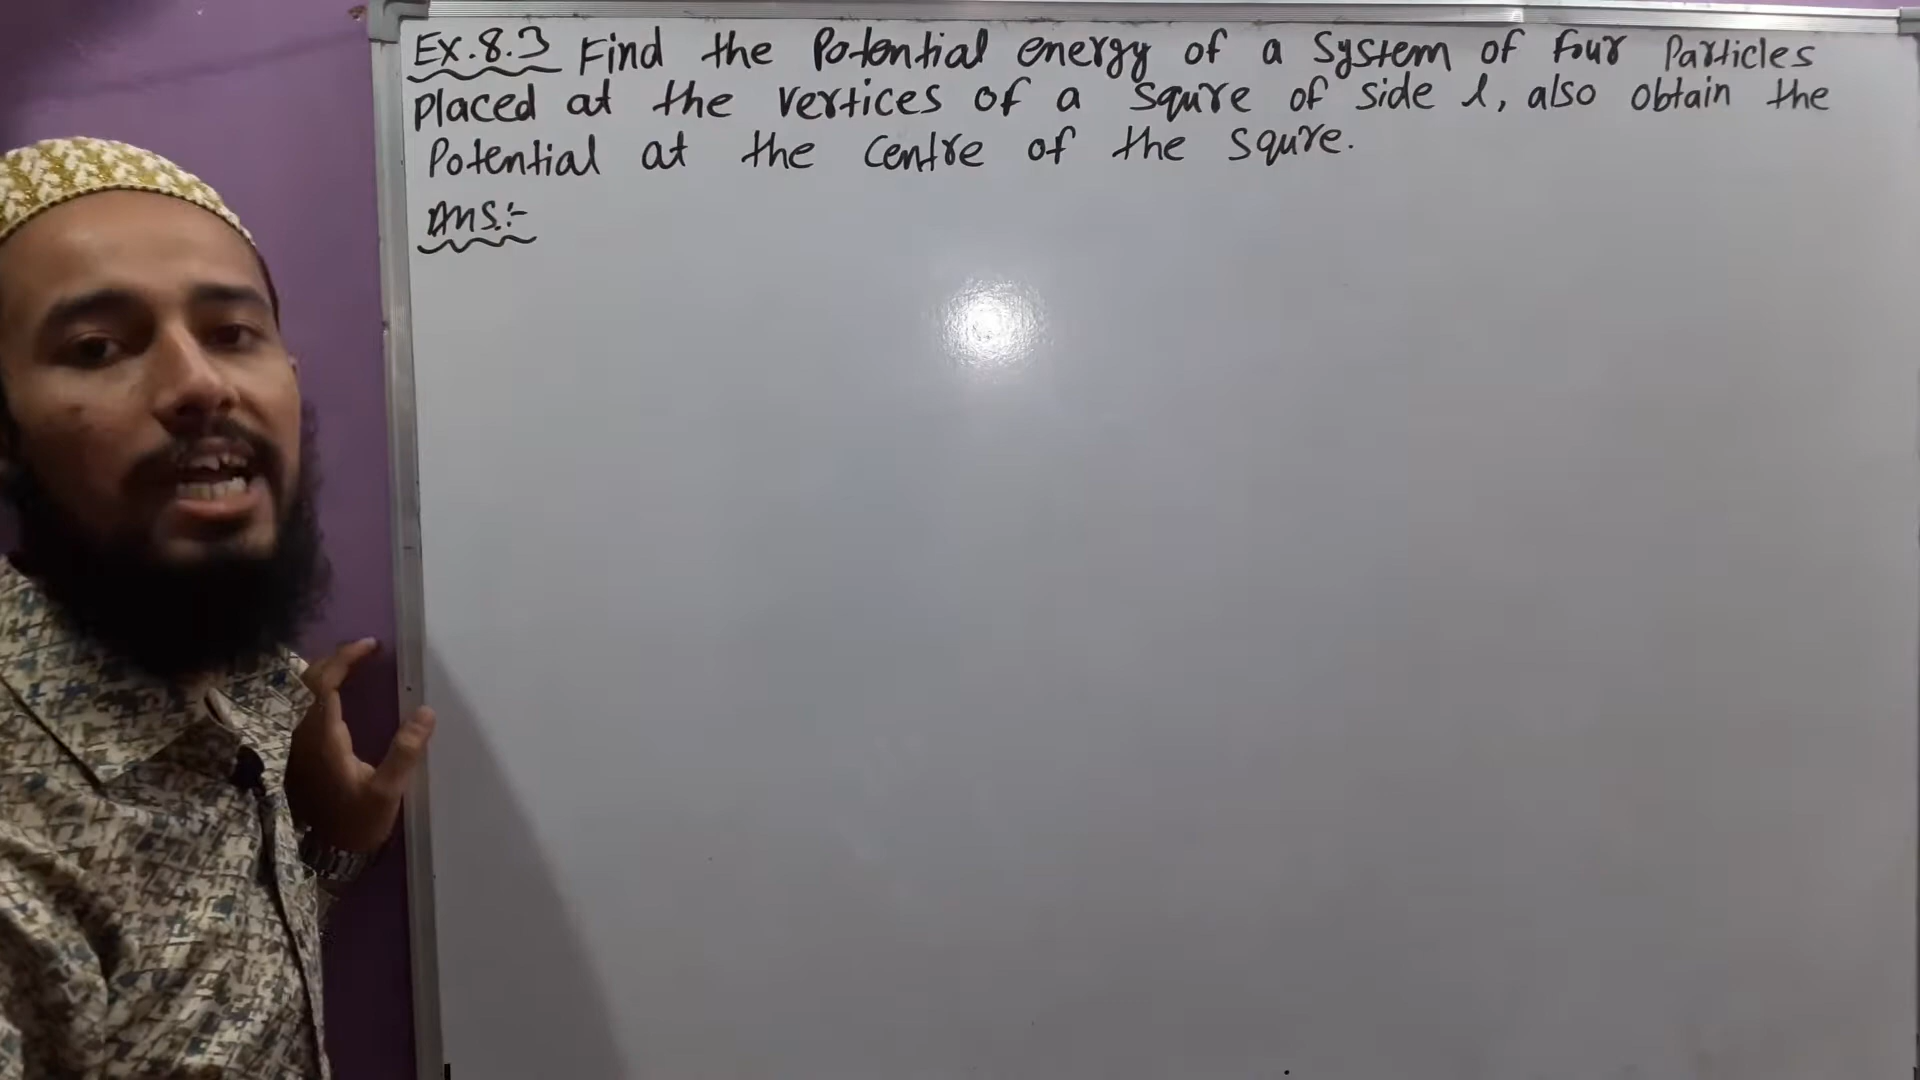 Ex.8.3 Find the Potential energy of a System of Four Particles
placed at the vertices of a squre of side l, also obtain the
Potential at the centre of the squre.
Ans:-